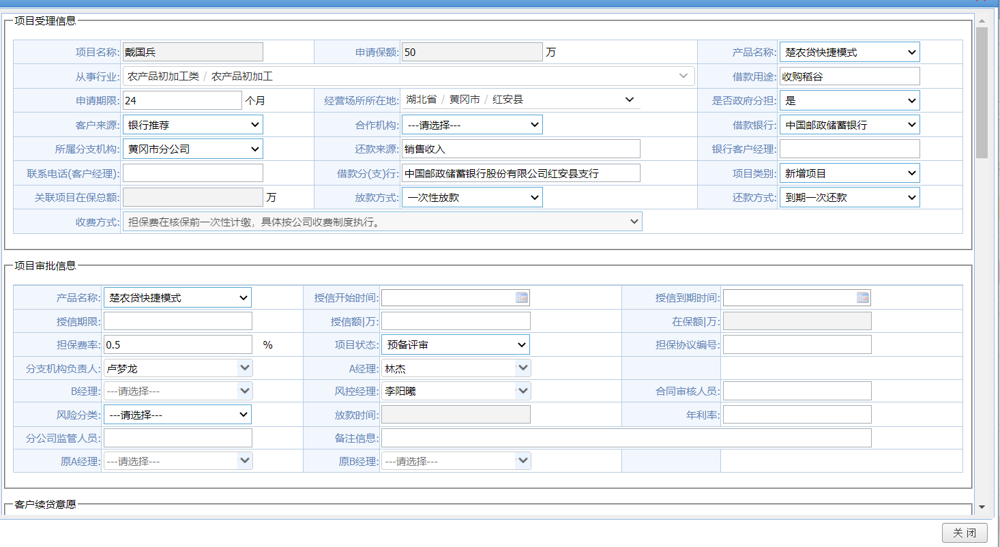 项目受理信息
项目名称: 戴国兵 申请保额: 50 万 产品名称: 楚农贷快捷模式
从事行业: 农产品初加工类 / 农产品初加工 借款用途: 收购稻谷
申请期限: 24 个月 经营场所所在地: 湖北省 / 黄冈市 / 红安县 是否政府分担: 是
客户来源: 银行推荐 合作机构: ---请选择--- 借款银行: 中国邮政储蓄银行
所属分支机构: 黄冈市分公司 还款来源: 销售收入 银行客户经理:
联系电话(客户经理): 借款分(支)行: 中国邮政储蓄银行股份有限公司红安县支行 项目类别: 新增项目
关联项目在保总额: 万 放款方式: 一次性放款 还款方式: 到期一次还款
收费方式: 担保费在核保前一次性计缴，具体按公司收费制度执行。
项目审批信息
产品名称: 楚农贷快捷模式 授信开始时间: 授信到期时间:
授信期限: 授信额|万: 在保额|万:
担保费率: 0.5 % 项目状态: 预备评审 担保协议编号:
分支机构负责人: 卢梦龙 A经理: 林杰
B经理: ---请选择--- 风控经理: 李阳曦 合同审核人员:
风险分类: ---请选择--- 放款时间: 年利率:
分公司监管人员: 备注信息:
原A经理: ---请选择--- 原B经理: ---请选择---
客户续贷意愿
关 闭